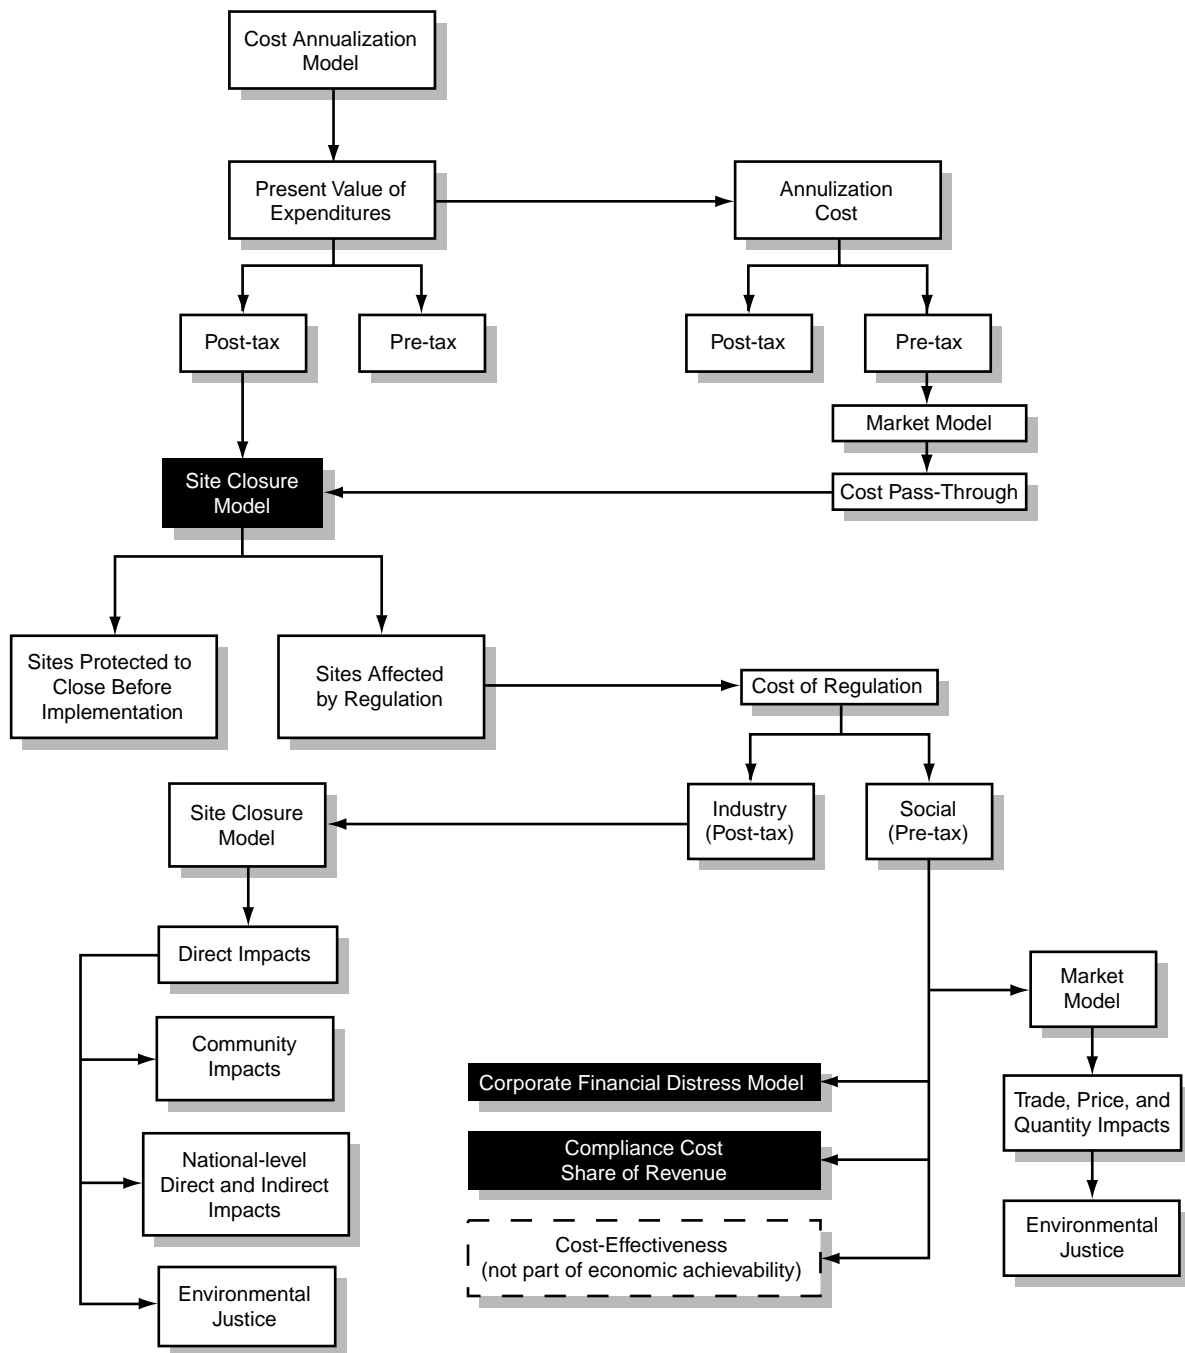 Cost Annualization
Model
Present Value of
Expenditures
Annulization
Cost
Post-tax
Pre-tax
Post-tax
Pre-tax
Market Model
Site Closure
Model
Cost Pass-Through
Sites Protected to
Close Before
Implementation
Sites Affected
by Regulation
Cost of Regulation
Site Closure
Model
Industry
(Post-tax)
Social
(Pre-tax)
Direct Impacts
Market
Model
Community
Impacts
Corporate Financial Distress Model
Trade, Price, and
Quantity Impacts
National-level
Direct and Indirect
Impacts
Compliance Cost
Share of Revenue
Environmental
Justice
Cost-Effectiveness
(not part of economic achievability)
Environmental
Justice